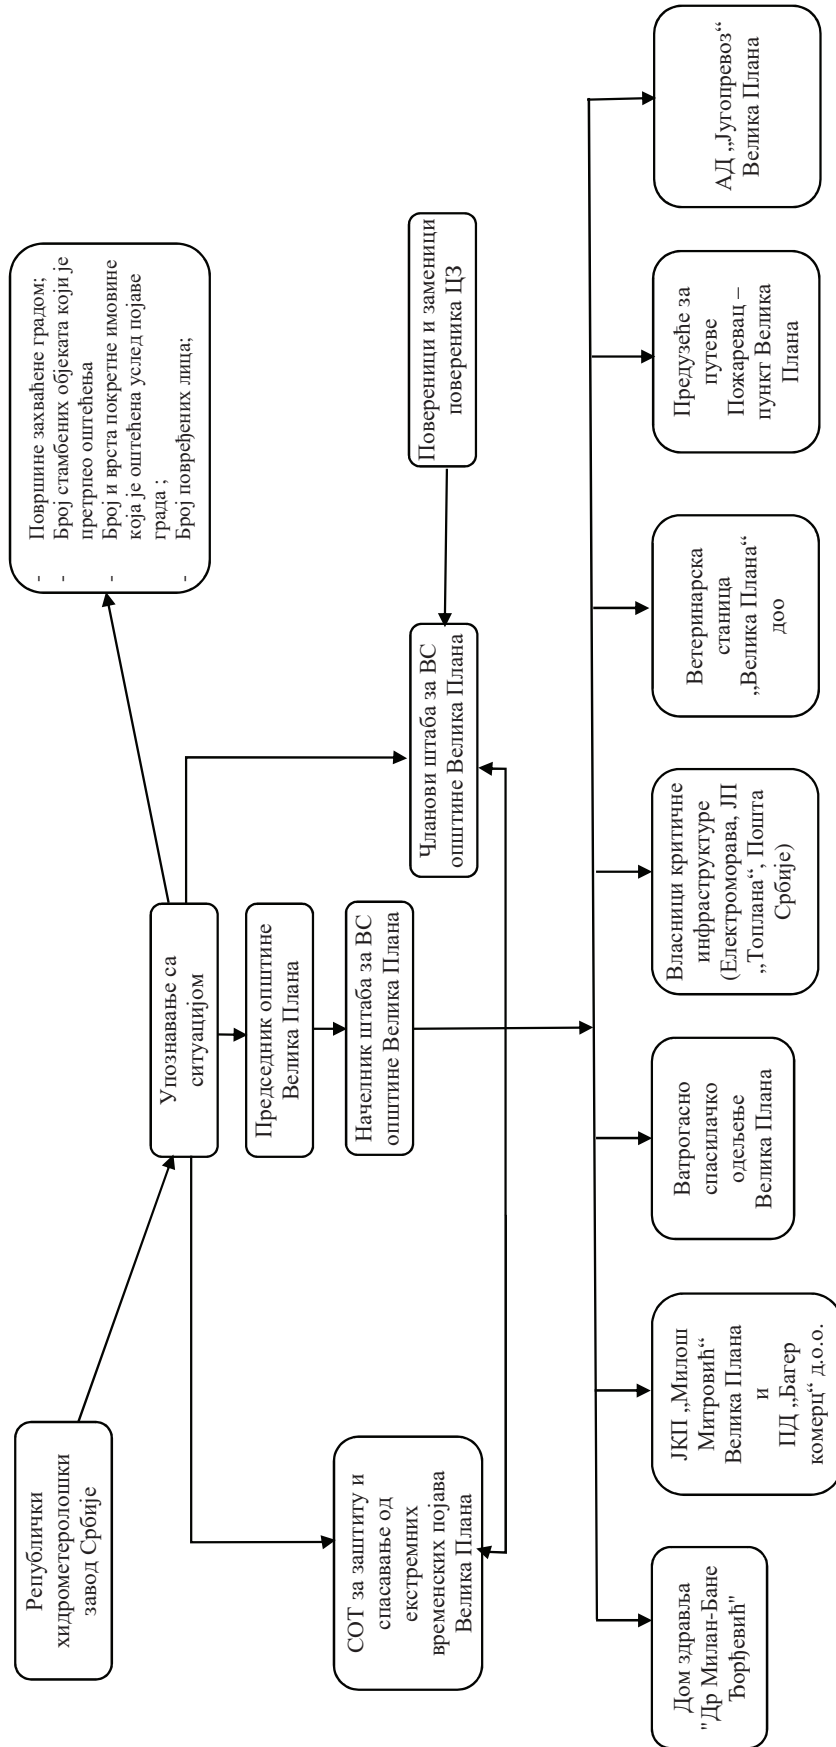 Републички
хидрометеролошки
завод Србије
Упознавање са
ситуацијом
- Површине захваћене градом;
- Број стамбених објеката који је
претрпео оштећења
- Број и врста покретне имовине
која је оштећена услед појаве
града ;
- Број повређених лица;
Председник општине
Велика Плана
Начелник штаба за ВС
општине Велика Плана
СОТ за заштиту и
спасавање од
екстремних
временских појава
Велика Плана
Чланови штаба за ВС
општине Велика Плана
Повереници и заменици
повереника ЦЗ
Дом здравља
"Др Милан-Бане
Ђорђевић"
ЈКП „Милош
Митровић“
Велика Плана
и
ПД „Багер
комерц“ д.о.о.
Ватрогасно
спасилачко
одељење
Велика Плана
Власници критичне
инфраструктуре
(Електроморава, ЈП
„Топлана“, Пошта
Србије)
Ветеринарска
станица
„Велика Плана“
доо
Предузеће за
путеве
Пожаревац –
пункт Велика
Плана
АД „Југопревоз“
Велика Плана